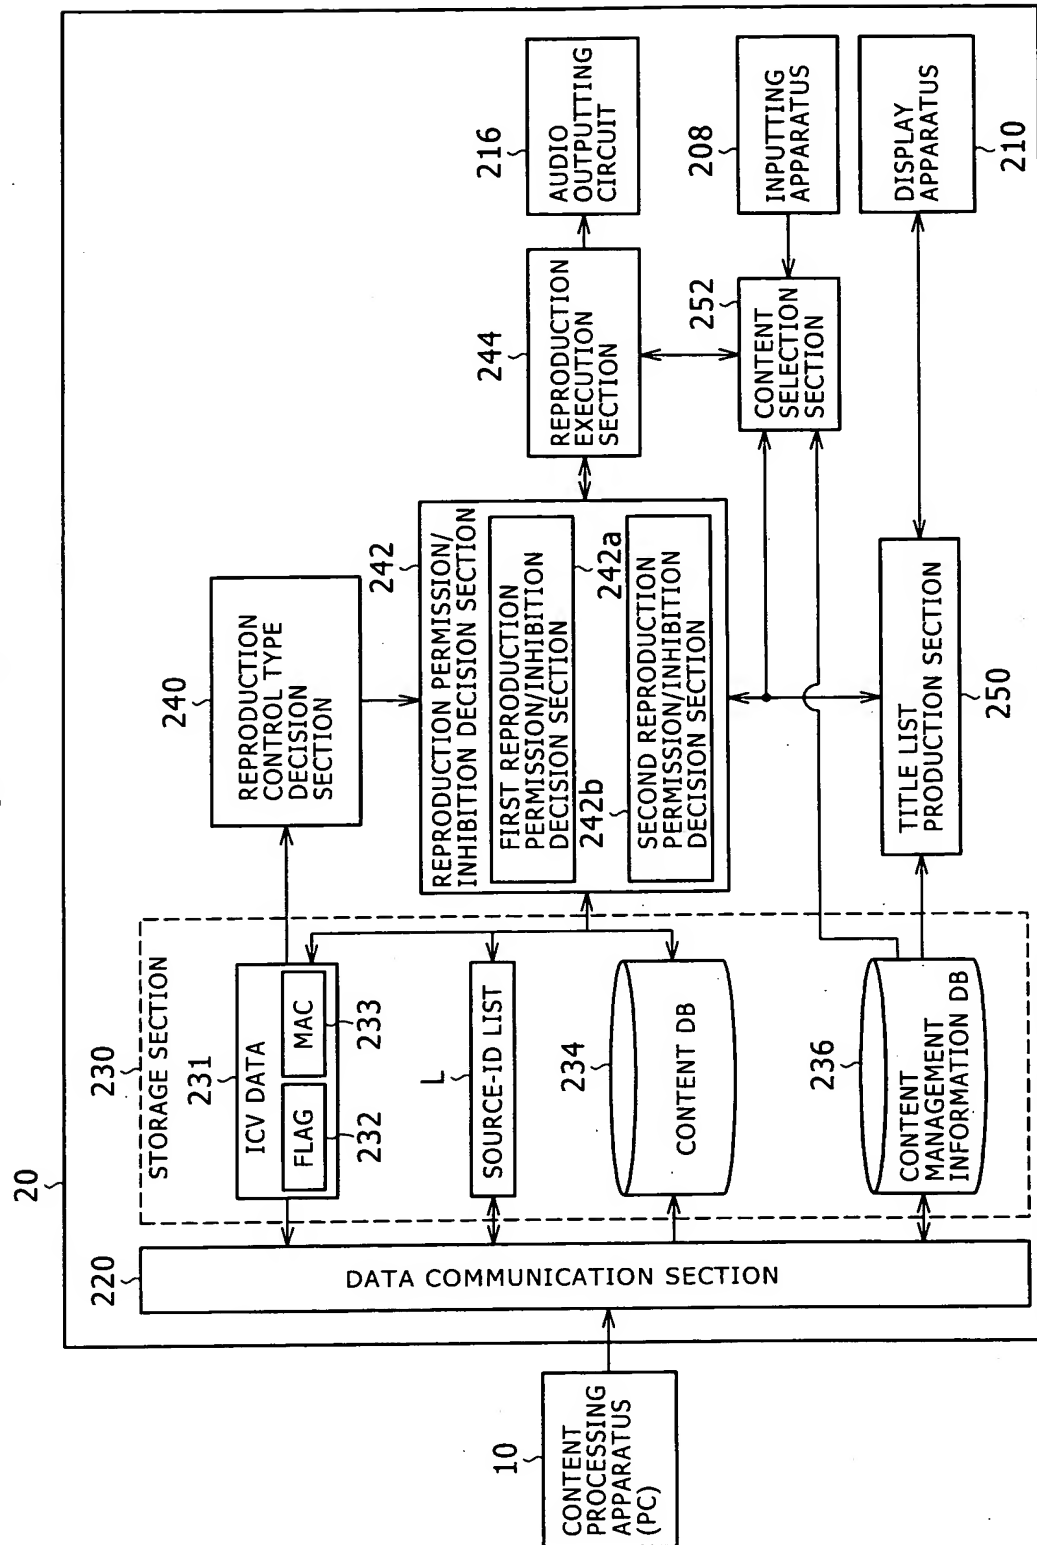 20
10
CONTENT
PROCESSING
APPARATUS
(PC)
220
DATA COMMUNICATION SECTION
230
STORAGE SECTION
231
ICV DATA
FLAG
232
MAC
233
L
SOURCE-ID LIST
234
CONTENT DB
236
CONTENT
MANAGEMENT
INFORMATION DB
240
REPRODUCTION
CONTROL TYPE
DECISION
SECTION
242
REPRODUCTION PERMISSION/
INHIBITION DECISION SECTION
FIRST REPRODUCTION
PERMISSION/INHIBITION
DECISION SECTION
242a
242b
SECOND REPRODUCTION
PERMISSION/INHIBITION
DECISION SECTION
TITLE LIST
PRODUCTION SECTION
250
244
REPRODUCTION
EXECUTION
SECTION
252
CONTENT
SELECTION
SECTION
216
AUDIO
OUTPUTTING
CIRCUIT
208
INPUTTING
APPARATUS
DISPLAY
APPARATUS
210